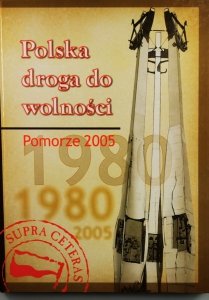 Polska
droga do
wolności
Pomorze 2005
1980
1980
2005
SUPRA CETERAS